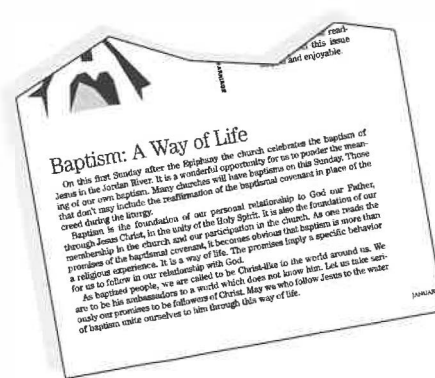 read-
this issue
and enjoyable.
Baptism: A Way of Life
On this first Sunday after the Epiphany the church celebrates the baptism of
Jesus in the Jordan River. It is a wonderful opportunity for us to ponder the mean-
ing of our own baptism. Many churches will have baptisms on this Sunday. Those
that don't may include the reaffirmation of the baptismal covenant in place of the
creed during the liturgy.
Baptism is the foundation of our personal relationship to God our Father,
through Jesus Christ, in the unity of the Holy Spirit. It is also the foundation of our
membership in the church and our participation in the church. As one reads the
promises of the baptismal covenant, it becomes obvious that baptism is more than
a religious experience. It is a way of life. The promises imply a specific behavior
for us to follow in our relationship with God.
As baptized people, we are called to be Christ-like to the world around us. We
are to be his ambassadors to a world which does not know him. Let us take seri-
ously our promises to be followers of Christ. May we who follow Jesus to the water
of baptism unite ourselves to him through this way of life.
JANUAR